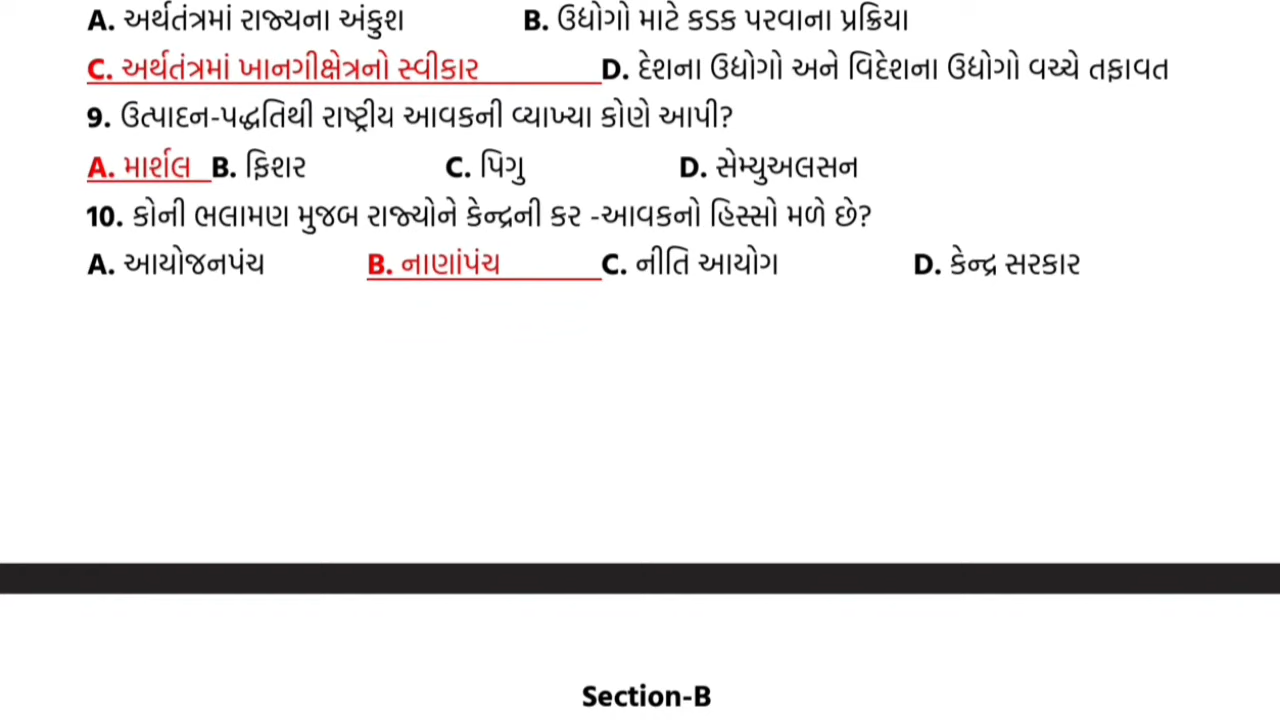 A. અર્થતંત્રમાં રાજ્યના અંકુશ B. ઉદ્યોગો માટે કડક પરવાના પ્રક્રિયા
C. અર્થતંત્રમાં ખાનગીક્ષેત્રનો સ્વીકાર D. દેશના ઉદ્યોગો અને વિદેશના ઉદ્યોગો વચ્ચે તફાવત
9. ઉત્પાદન-પદ્ધતિથી રાષ્ટ્રીય આવકની વ્યાખ્યા કોણે આપી?
A. માર્શલ B. ફિશર C. પિગુ D. સેમ્યુઅલસન
10. કોની ભલામણ મુજબ રાજ્યોને કેન્દ્રની કર -આવકનો હિસ્સો મળે છે?
A. આયોજનપંચ B. નાણાંપંચ C. નીતિ આયોગ D. કેન્દ્ર સરકાર
Section-B